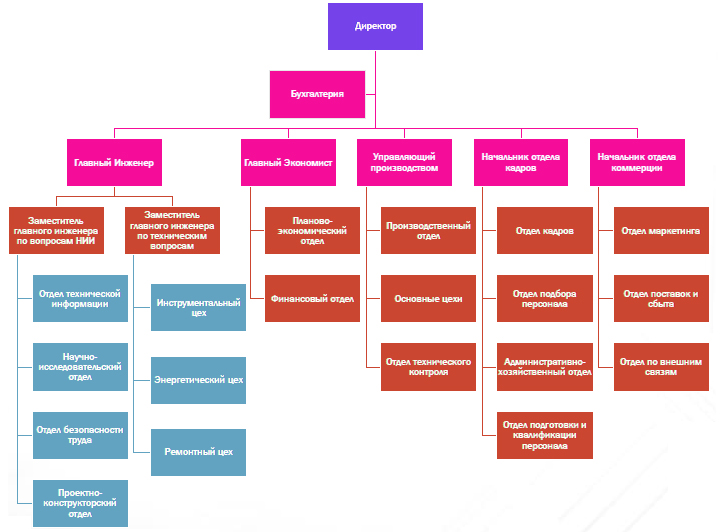 Директор
Бухгалтерия
Главный Инженер
Главный Экономист
Управляющий
производством
Начальник отдела
кадров
Начальник отдела
коммерции
Заместитель
главного инженера
по вопросам НИИ
Заместитель
главного инженера
по техническим
вопросам
Планово-
экономический
отдел
Производственный
отдел
Отдел кадров
Отдел маркетинга
Отдел технической
информации
Инструментальный
цех
Финансовый отдел
Основные цехи
Отдел подбора
персонала
Отдел поставок и
сбыта
Научно-
исследовательский
отдел
Энергетический цех
Отдел технического
контроля
Административно-
хозяйственный отдел
Отдел по внешним
связям
Отдел безопасности
труда
Ремонтный цех
Отдел подготовки и
квалификации
персонала
Проектно-
конструкторский
отдел